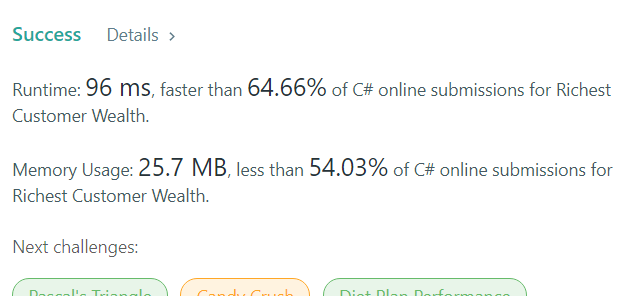 Success Details >
Runtime: 96 ms, faster than 64.66% of C# online submissions for Richest
Customer Wealth.
Memory Usage: 25.7 MB, less than 54.03% of C# online submissions for
Richest Customer Wealth.
Next challenges:
Pascal's Triangle Candy Crush Diet Plan Performance